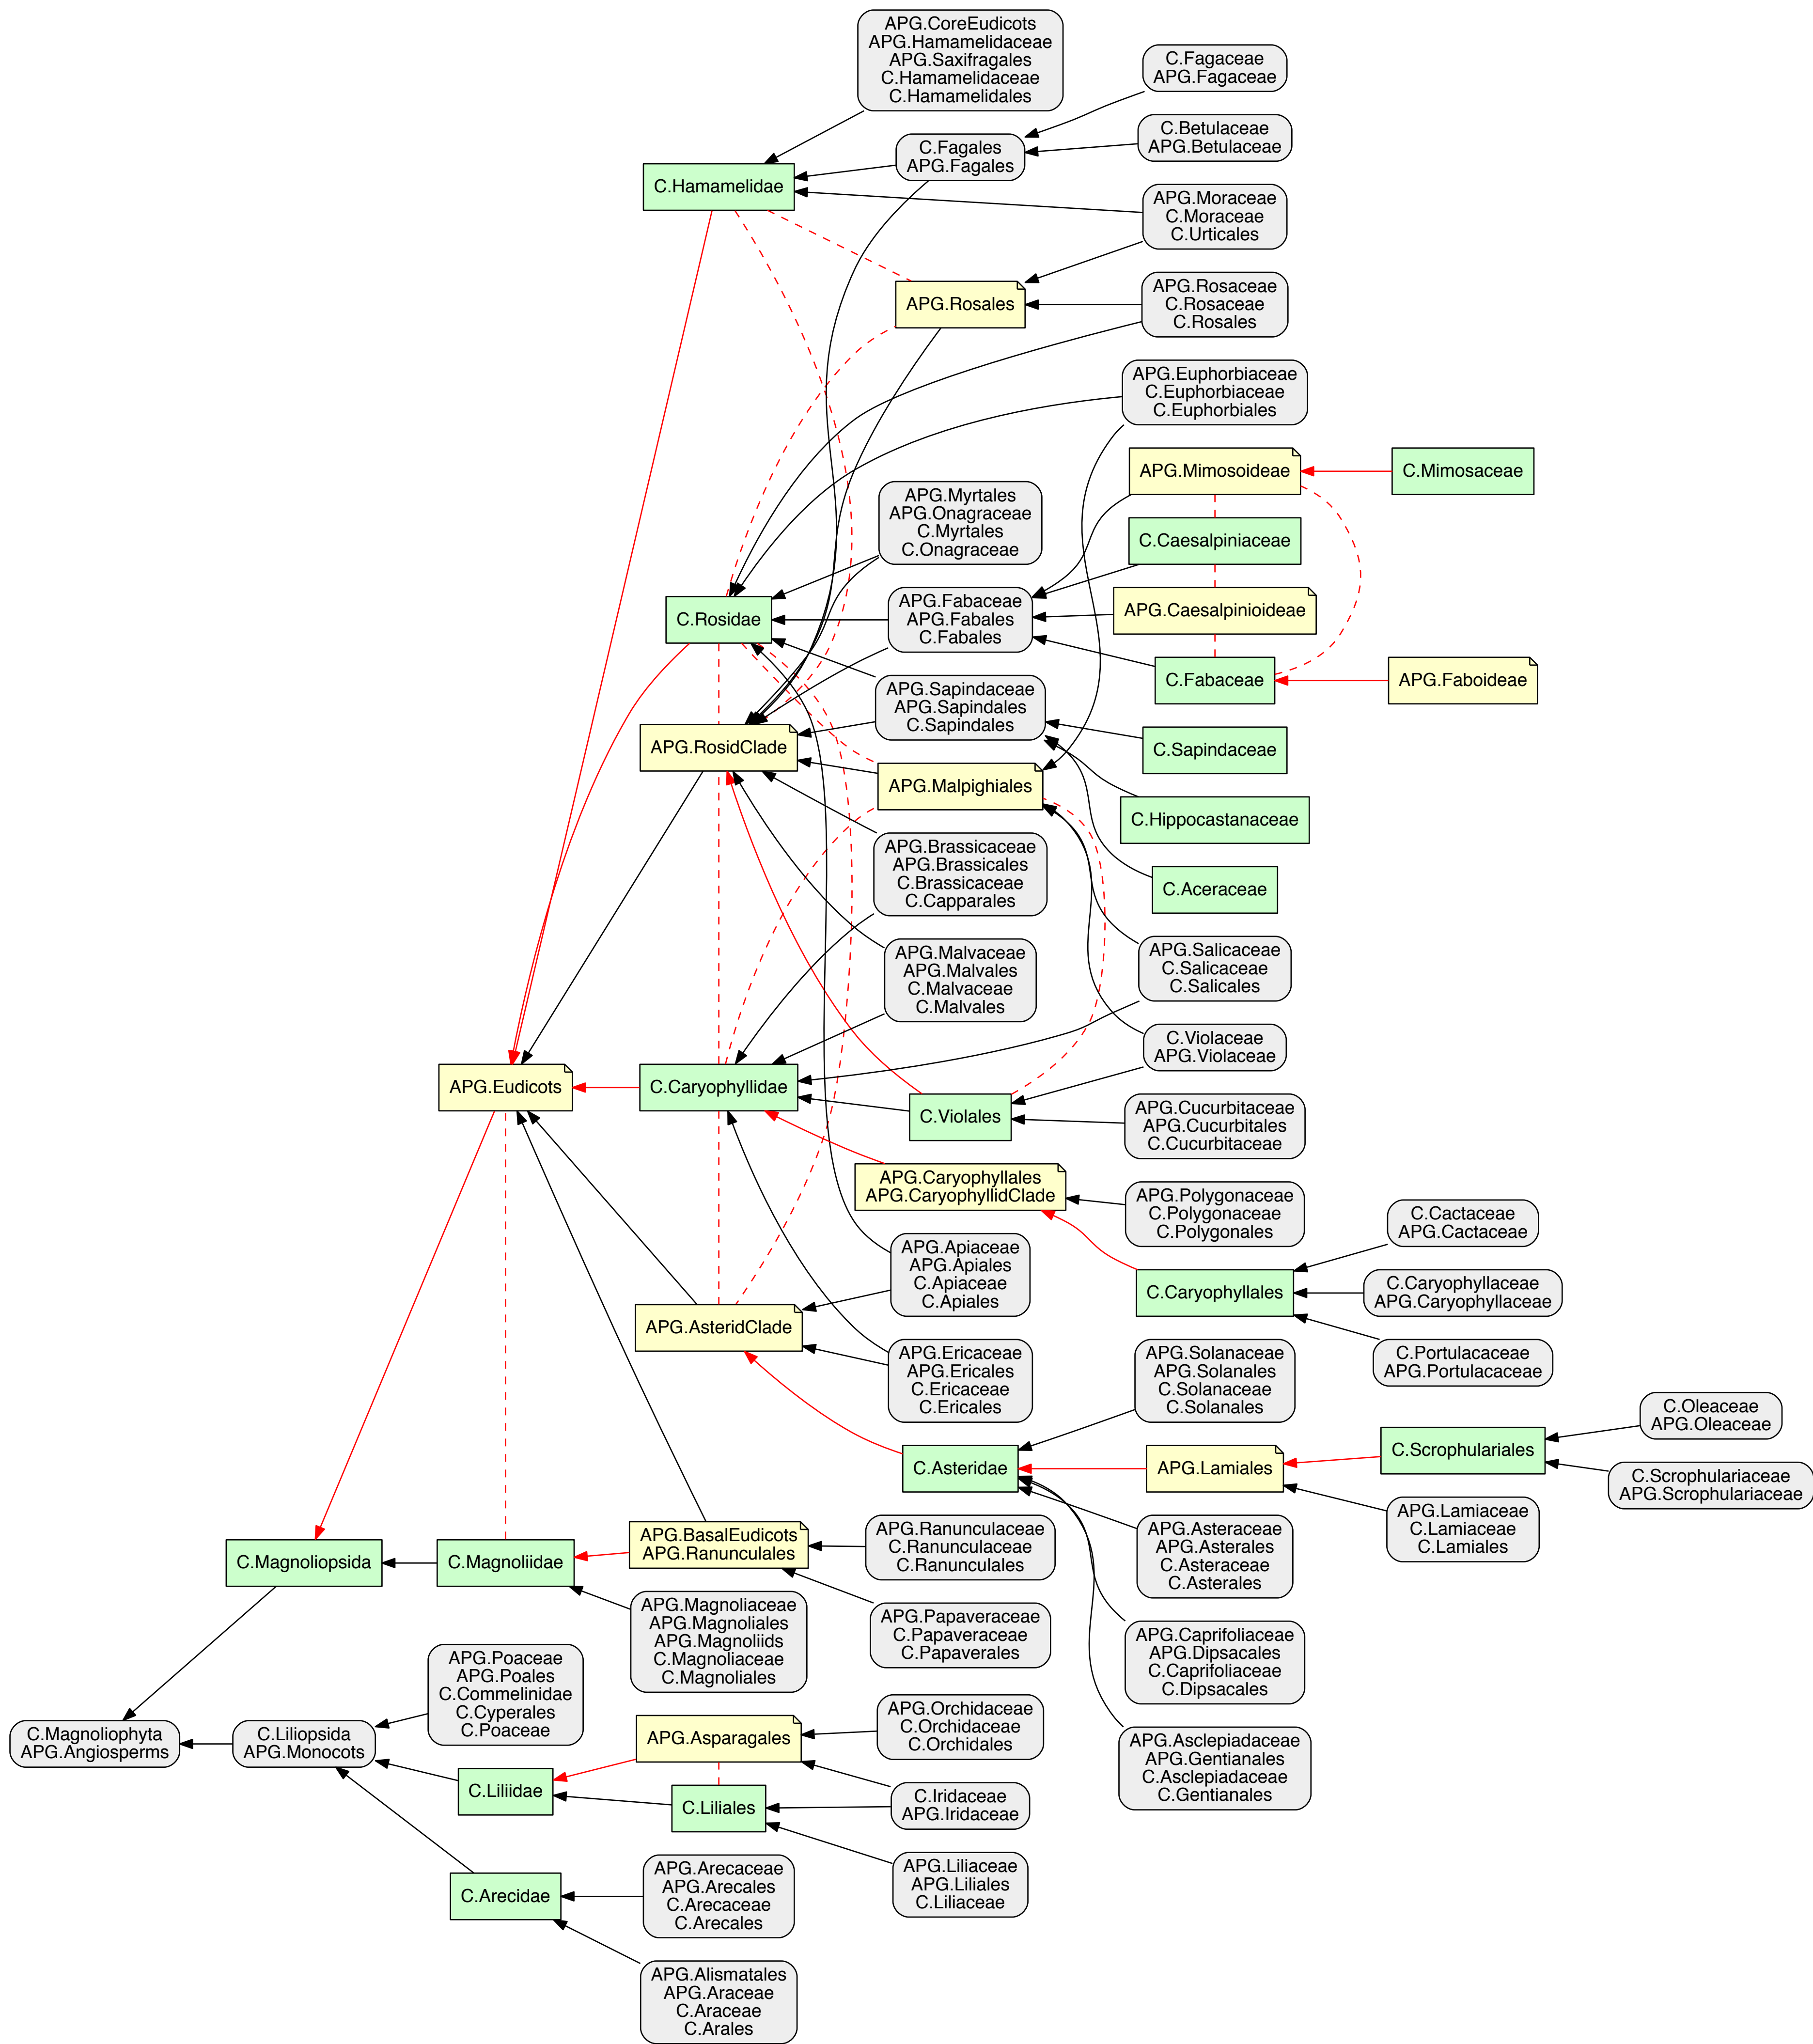 APG.CoreEudicots
APG.Hamamelidaceae
APG.Saxifragales
C.Hamamelidaceae
C.Hamamelidales
C.Fagaceae
APG.Fagaceae
C.Betulaceae
APG.Betulaceae
C.Fagales
APG.Fagales
C.Hamamelidae
APG.Moraceae
C.Moraceae
C.Urticales
APG.Rosales
APG.Rosaceae
C.Rosaceae
C.Rosales
APG.Euphorbiaceae
C.Euphorbiaceae
C.Euphorbiales
APG.Mimosoideae
C.Mimosaceae
APG.Myrtales
APG.Onagraceae
C.Myrtales
C.Onagraceae
C.Caesalpiniaceae
C.Rosidae
APG.Fabaceae
APG.Fabales
C.Fabales
APG.Caesalpinioideae
C.Fabaceae
APG.Faboideae
APG.Sapindaceae
APG.Sapindales
C.Sapindales
APG.RosidClade
C.Sapindaceae
APG.Malpighiales
C.Hippocastanaceae
APG.Brassicaceae
APG.Brassicales
C.Brassicaceae
C.Capparales
C.Aceraceae
APG.Malvaceae
APG.Malvales
C.Malvaceae
C.Malvales
APG.Salicaceae
C.Salicaceae
C.Salicales
C.Violaceae
APG.Violaceae
APG.Eudicots
C.Caryophyllidae
C.Violales
APG.Cucurbitaceae
APG.Cucurbitales
C.Cucurbitaceae
APG.Caryophyllales
APG.CaryophyllidClade
APG.Polygonaceae
C.Polygonaceae
C.Polygonales
C.Cactaceae
APG.Cactaceae
APG.Apiaceae
APG.Apiales
C.Apiaceae
C.Apiales
C.Caryophyllales
C.Caryophyllaceae
APG.Caryophyllaceae
APG.AsteridClade
C.Portulacaceae
APG.Portulacaceae
APG.Ericaceae
APG.Ericales
C.Ericaceae
C.Ericales
APG.Solanaceae
APG.Solanales
C.Solanaceae
C.Solanales
C.Oleaceae
APG.Oleaceae
C.Asteridae
APG.Lamiales
C.Scrophulariales
C.Scrophulariaceae
APG.Scrophulariaceae
APG.Lamiaceae
C.Lamiaceae
C.Lamiales
C.Magnoliopsida
C.Magnoliidae
APG.BasalEudicots
APG.Ranunculales
APG.Ranunculaceae
C.Ranunculaceae
C.Ranunculales
APG.Asteraceae
APG.Asterales
C.Asteraceae
C.Asterales
APG.Magnoliaceae
APG.Magnoliales
APG.Magnoliids
C.Magnoliaceae
C.Magnoliales
APG.Papaveraceae
C.Papaveraceae
C.Papaverales
APG.Caprifoliaceae
APG.Dipsacales
C.Caprifoliaceae
C.Dipsacales
APG.Poaceae
APG.Poales
C.Commelinidae
C.Cyperales
C.Poaceae
C.Magnoliophyta
APG.Angiosperms
C.Liliopsida
APG.Monocots
APG.Asparagales
APG.Orchidaceae
C.Orchidaceae
C.Orchidales
APG.Asclepiadaceae
APG.Gentianales
C.Asclepiadaceae
C.Gentianales
C.Liliidae
C.Liliales
C.Iridaceae
APG.Iridaceae
APG.Liliaceae
APG.Liliales
C.Liliaceae
C.Arecidae
APG.Arecaceae
APG.Arecales
C.Arecaceae
C.Arecales
APG.Alismatales
APG.Araceae
C.Araceae
C.Arales